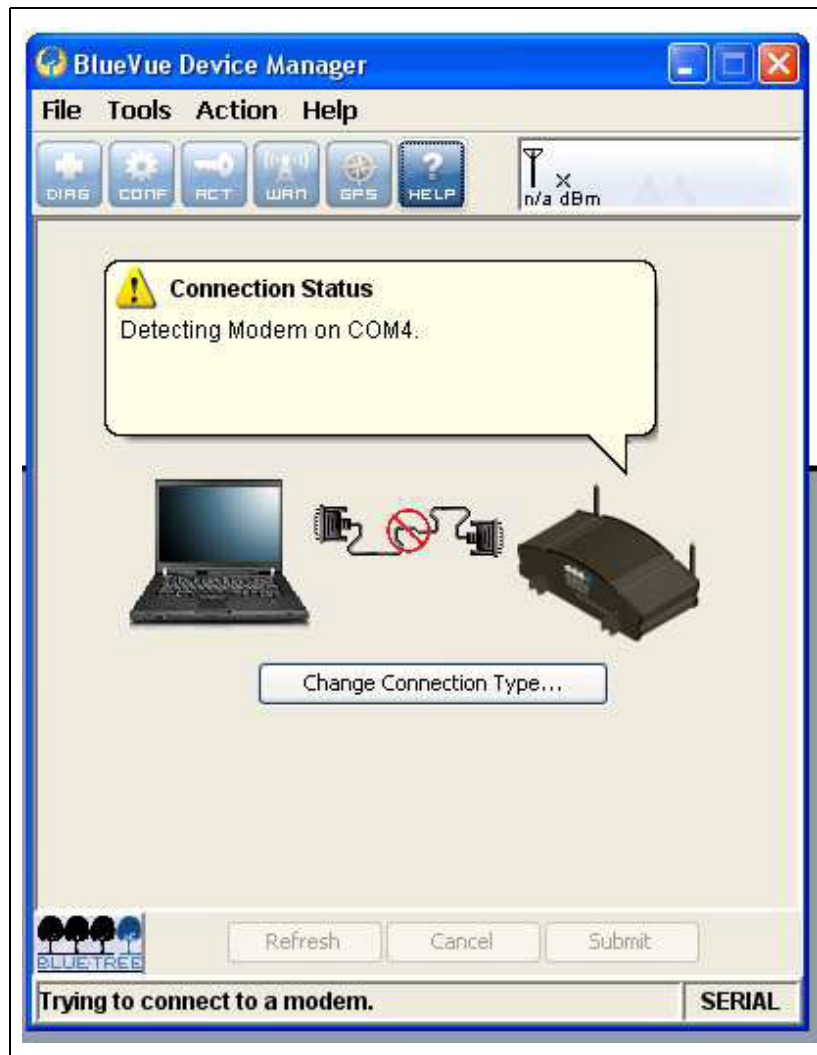 BlueVue Device Manager
File Tools Action Help
DIAG CONF ACT WAN GPS HELP
n/a dBm
Connection Status
Detecting Modem on COM4.
Change Connection Type...
Refresh Cancel Submit
BLUETREE
Trying to connect to a modem. SERIAL